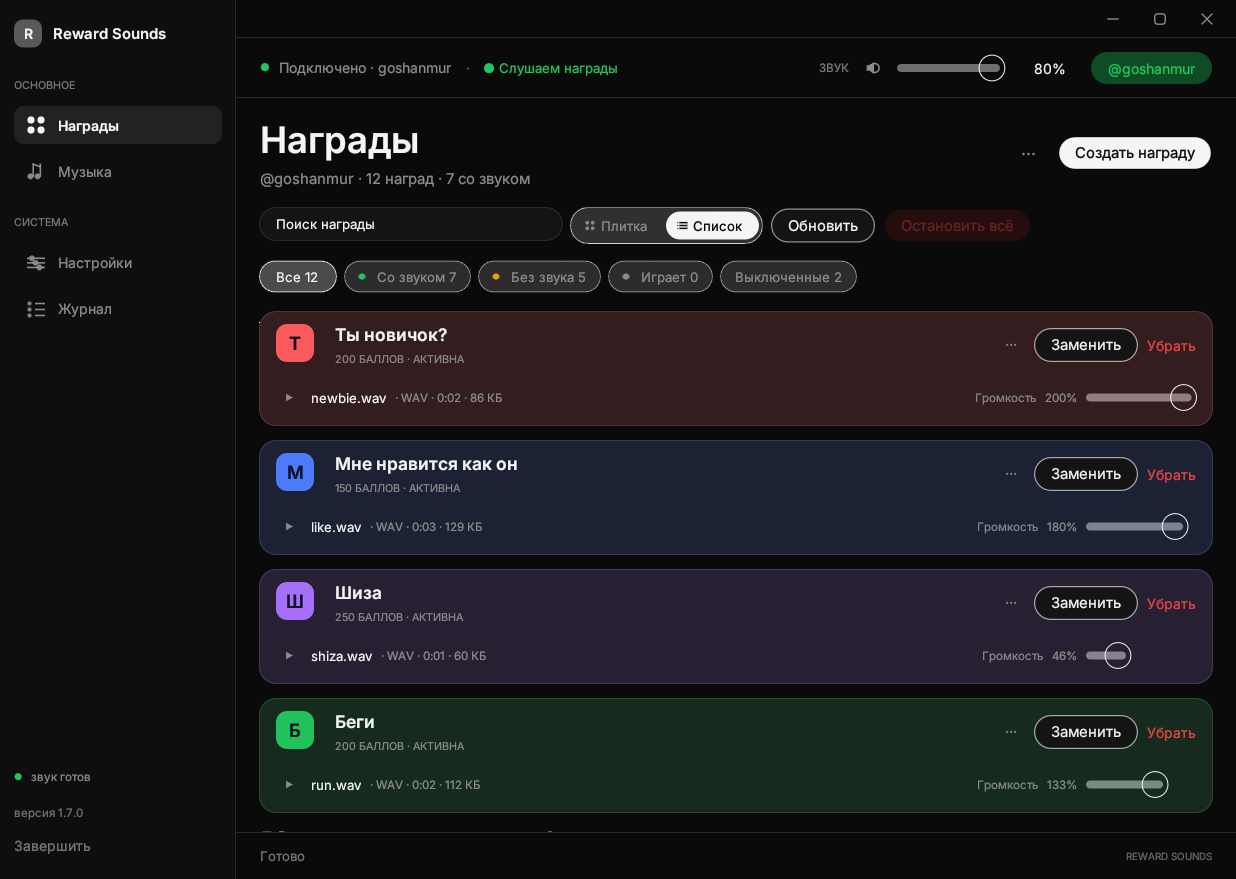 R Reward Sounds
ОСНОВНОЕ
Награды
Музыка
СИСТЕМА
Настройки
Журнал
звук готов
версия 1.7.0
Завершить
Подключено · goshanmur · Слушаем награды
ЗВУК 80% @goshanmur
Награды
@goshanmur · 12 наград · 7 со звуком
... Создать награду
Поиск награды Плитка Список Обновить Остановить всё
Все 12 Со звуком 7 Без звука 5 Играет 0 Выключенные 2
Т Ты новичок? ... Заменить Убрать
200 БАЛЛОВ · АКТИВНА
newbie.wav · WAV · 0:02 · 86 КБ Громкость 200%
М Мне нравится как он ... Заменить Убрать
150 БАЛЛОВ · АКТИВНА
like.wav · WAV · 0:03 · 129 КБ Громкость 180%
Ш Шиза ... Заменить Убрать
250 БАЛЛОВ · АКТИВНА
shiza.wav · WAV · 0:01 · 60 КБ Громкость 46%
Б Беги ... Заменить Убрать
200 БАЛЛОВ · АКТИВНА
run.wav · WAV · 0:02 · 112 КБ Громкость 133%
Готово REWARD SOUNDS